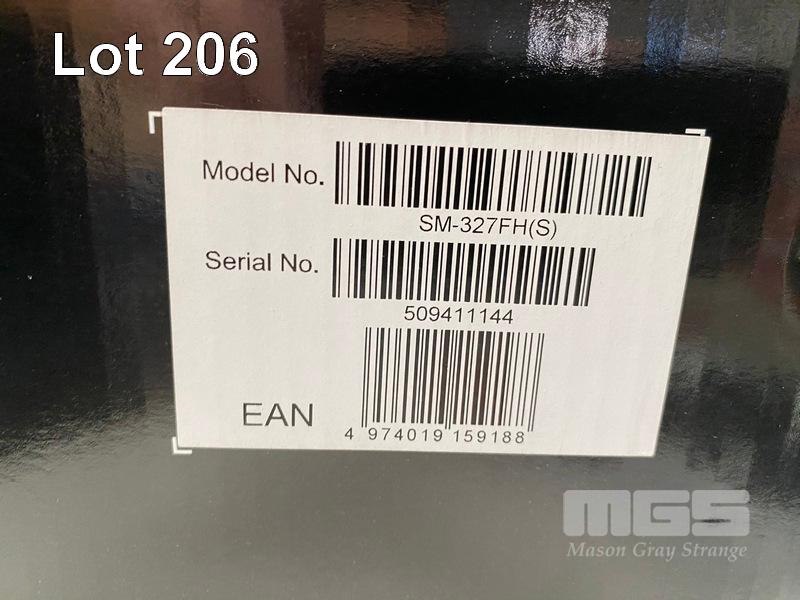 Lot 206
Model No.
SM-327FH(S)
Serial No.
509411144
EAN
4 974019 159188
MGS
Mason Gray Strange